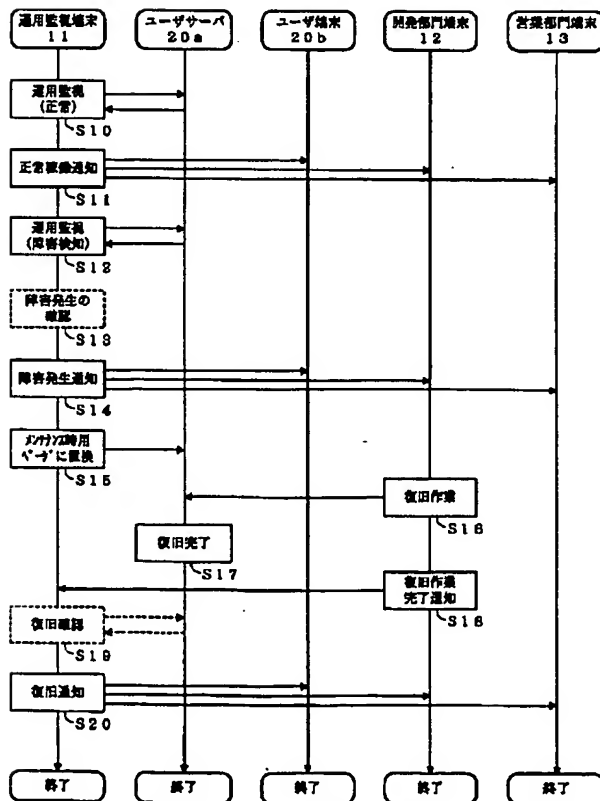 運用監視端末
11
ユーザサーバ
20a
ユーザ端末
20b
開発部門端末
12
営業部門端末
13
運用監視
(正常)
S10
正常稼働通知
S11
運用監視
(障害検知)
S12
障害発生の
確認
S13
障害発生通知
S14
メンテナンス時用
ページに置換
S15
復旧作業
S16
復旧完了
S17
復旧作業
完了通知
S18
復旧確認
S19
復旧通知
S20
終了
終了
終了
終了
終了